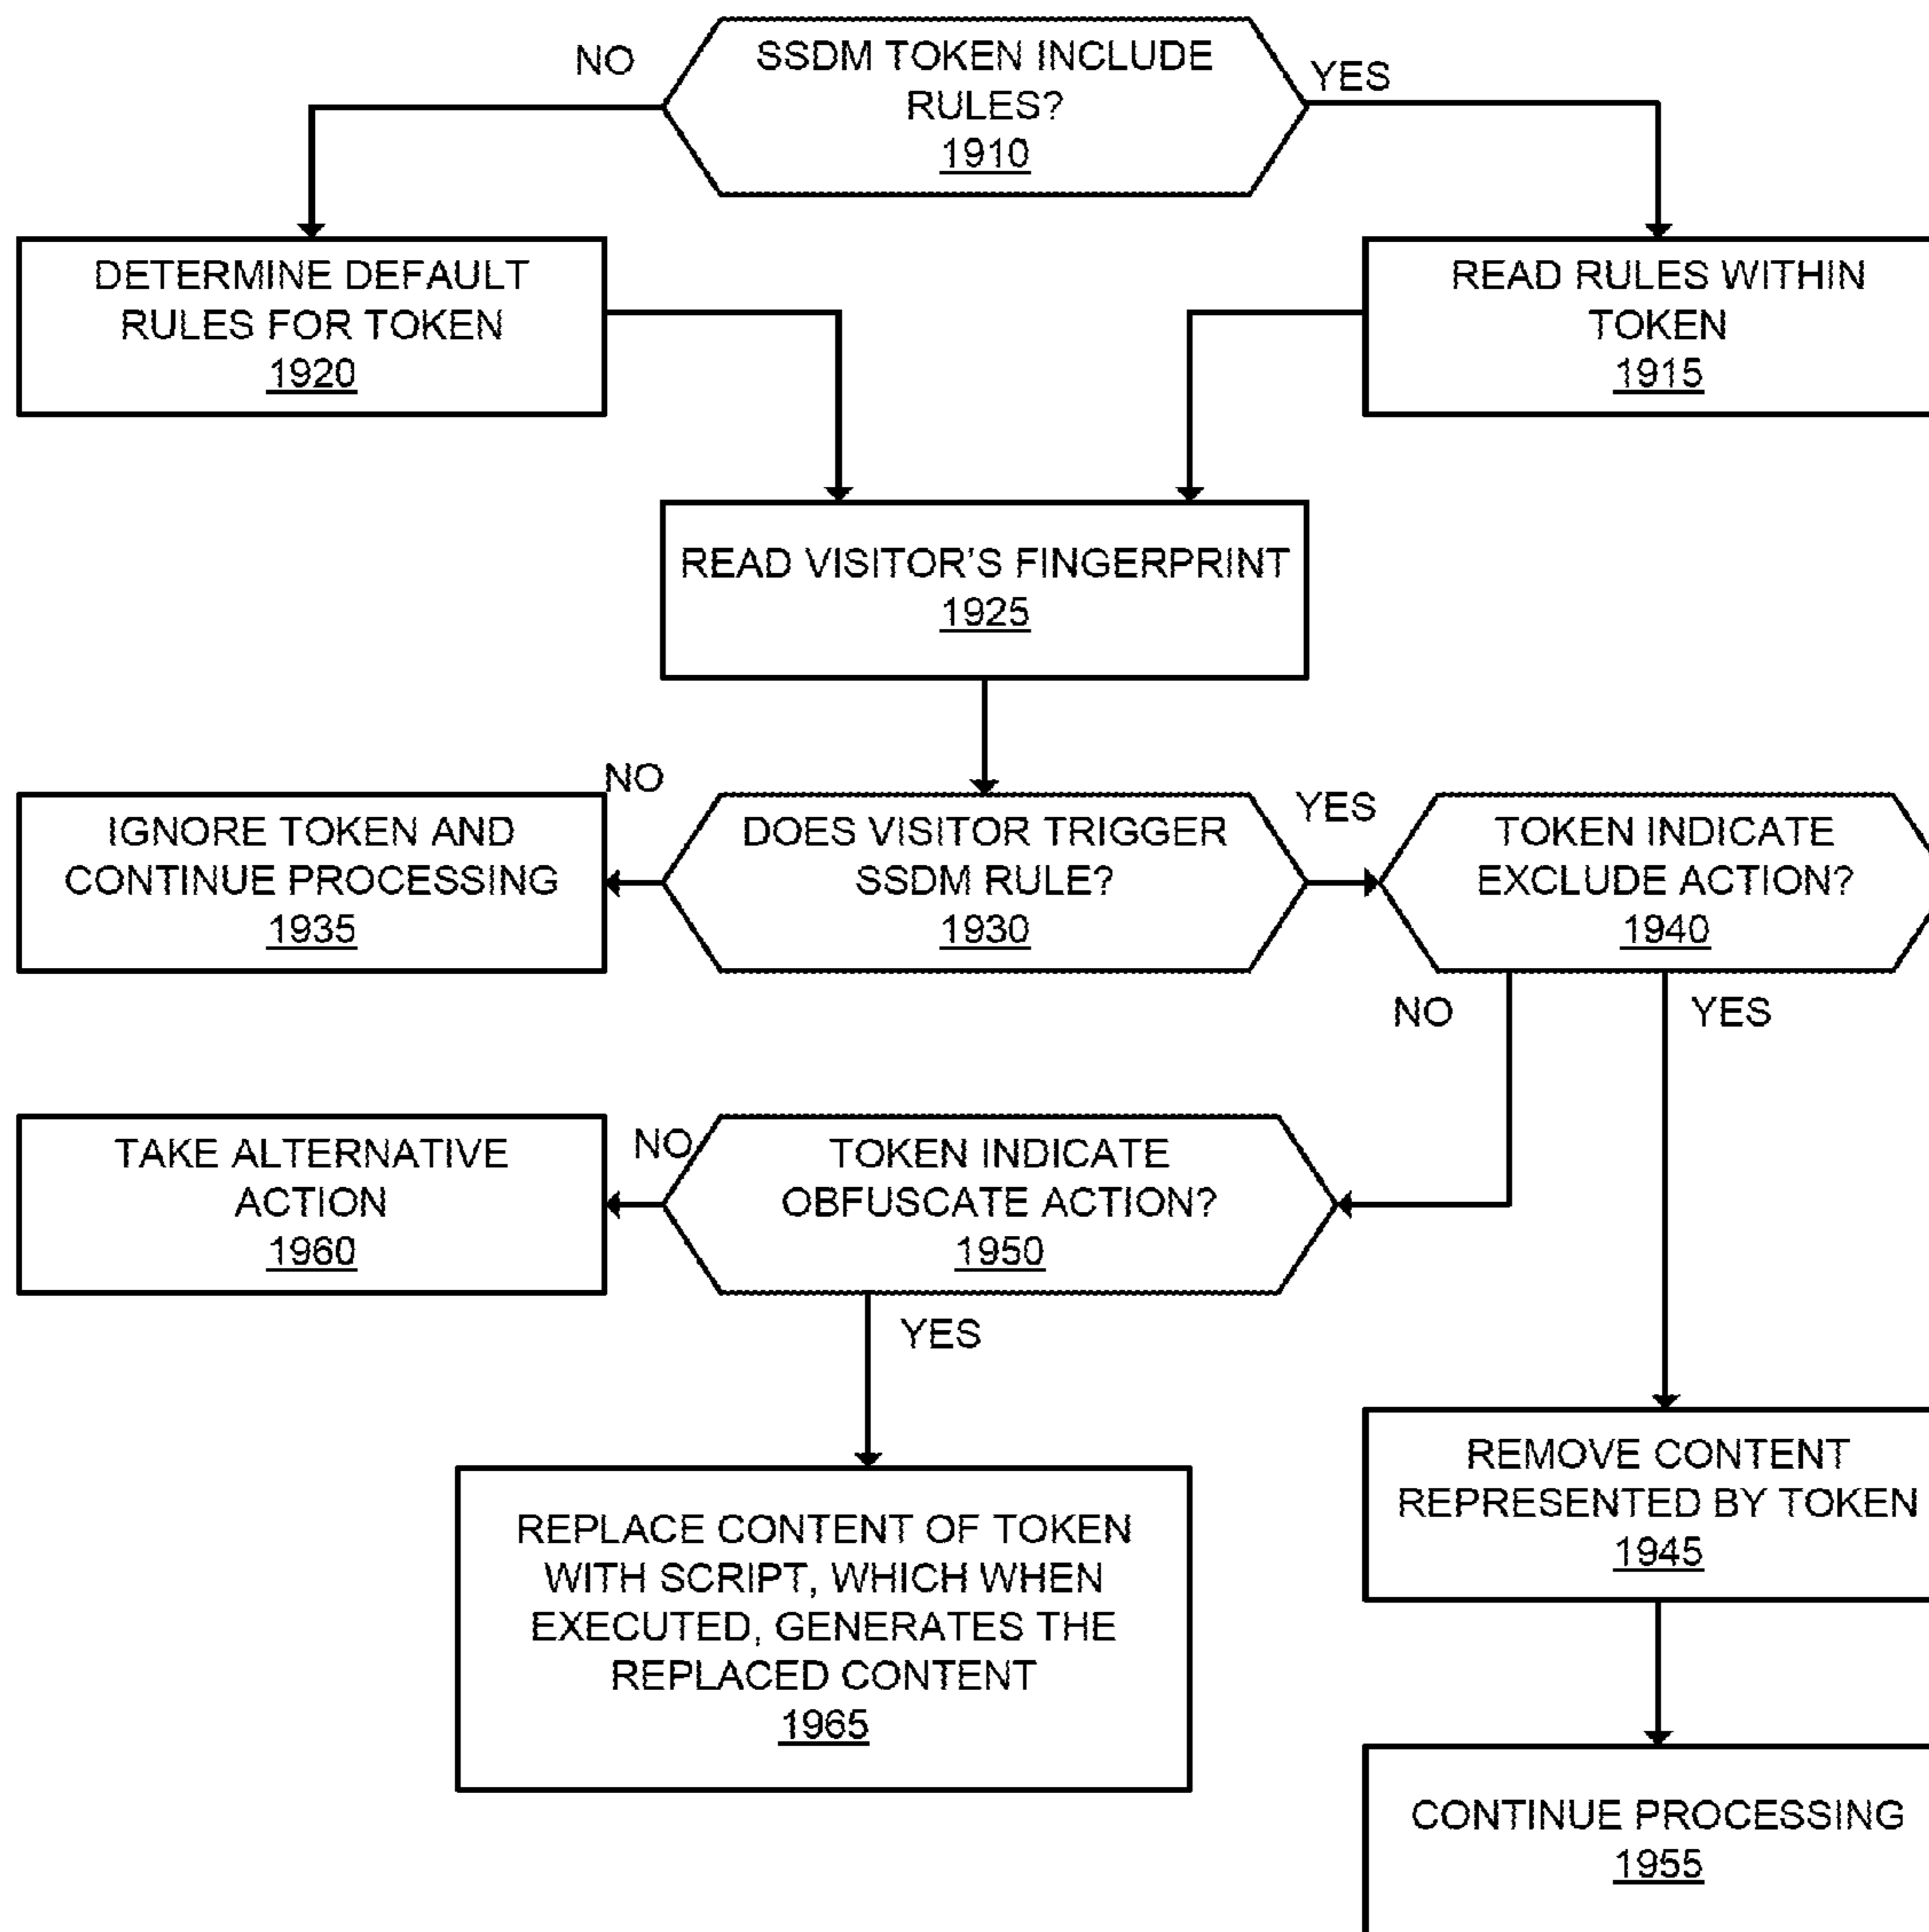 NO
SSDM TOKEN INCLUDE
RULES?
1910
YES
DETERMINE DEFAULT
RULES FOR TOKEN
1920
READ RULES WITHIN
TOKEN
1915
READ VISITOR'S FINGERPRINT
1925
IGNORE TOKEN AND
CONTINUE PROCESSING
1935
NO
DOES VISITOR TRIGGER
SSDM RULE?
1930
YES
TOKEN INDICATE
EXCLUDE ACTION?
1940
NO
YES
TAKE ALTERNATIVE
ACTION
1960
NO
TOKEN INDICATE
OBFUSCATE ACTION?
1950
YES
REPLACE CONTENT OF TOKEN
WITH SCRIPT, WHICH WHEN
EXECUTED, GENERATES THE
REPLACED CONTENT
1965
REMOVE CONTENT
REPRESENTED BY TOKEN
1945
CONTINUE PROCESSING
1955